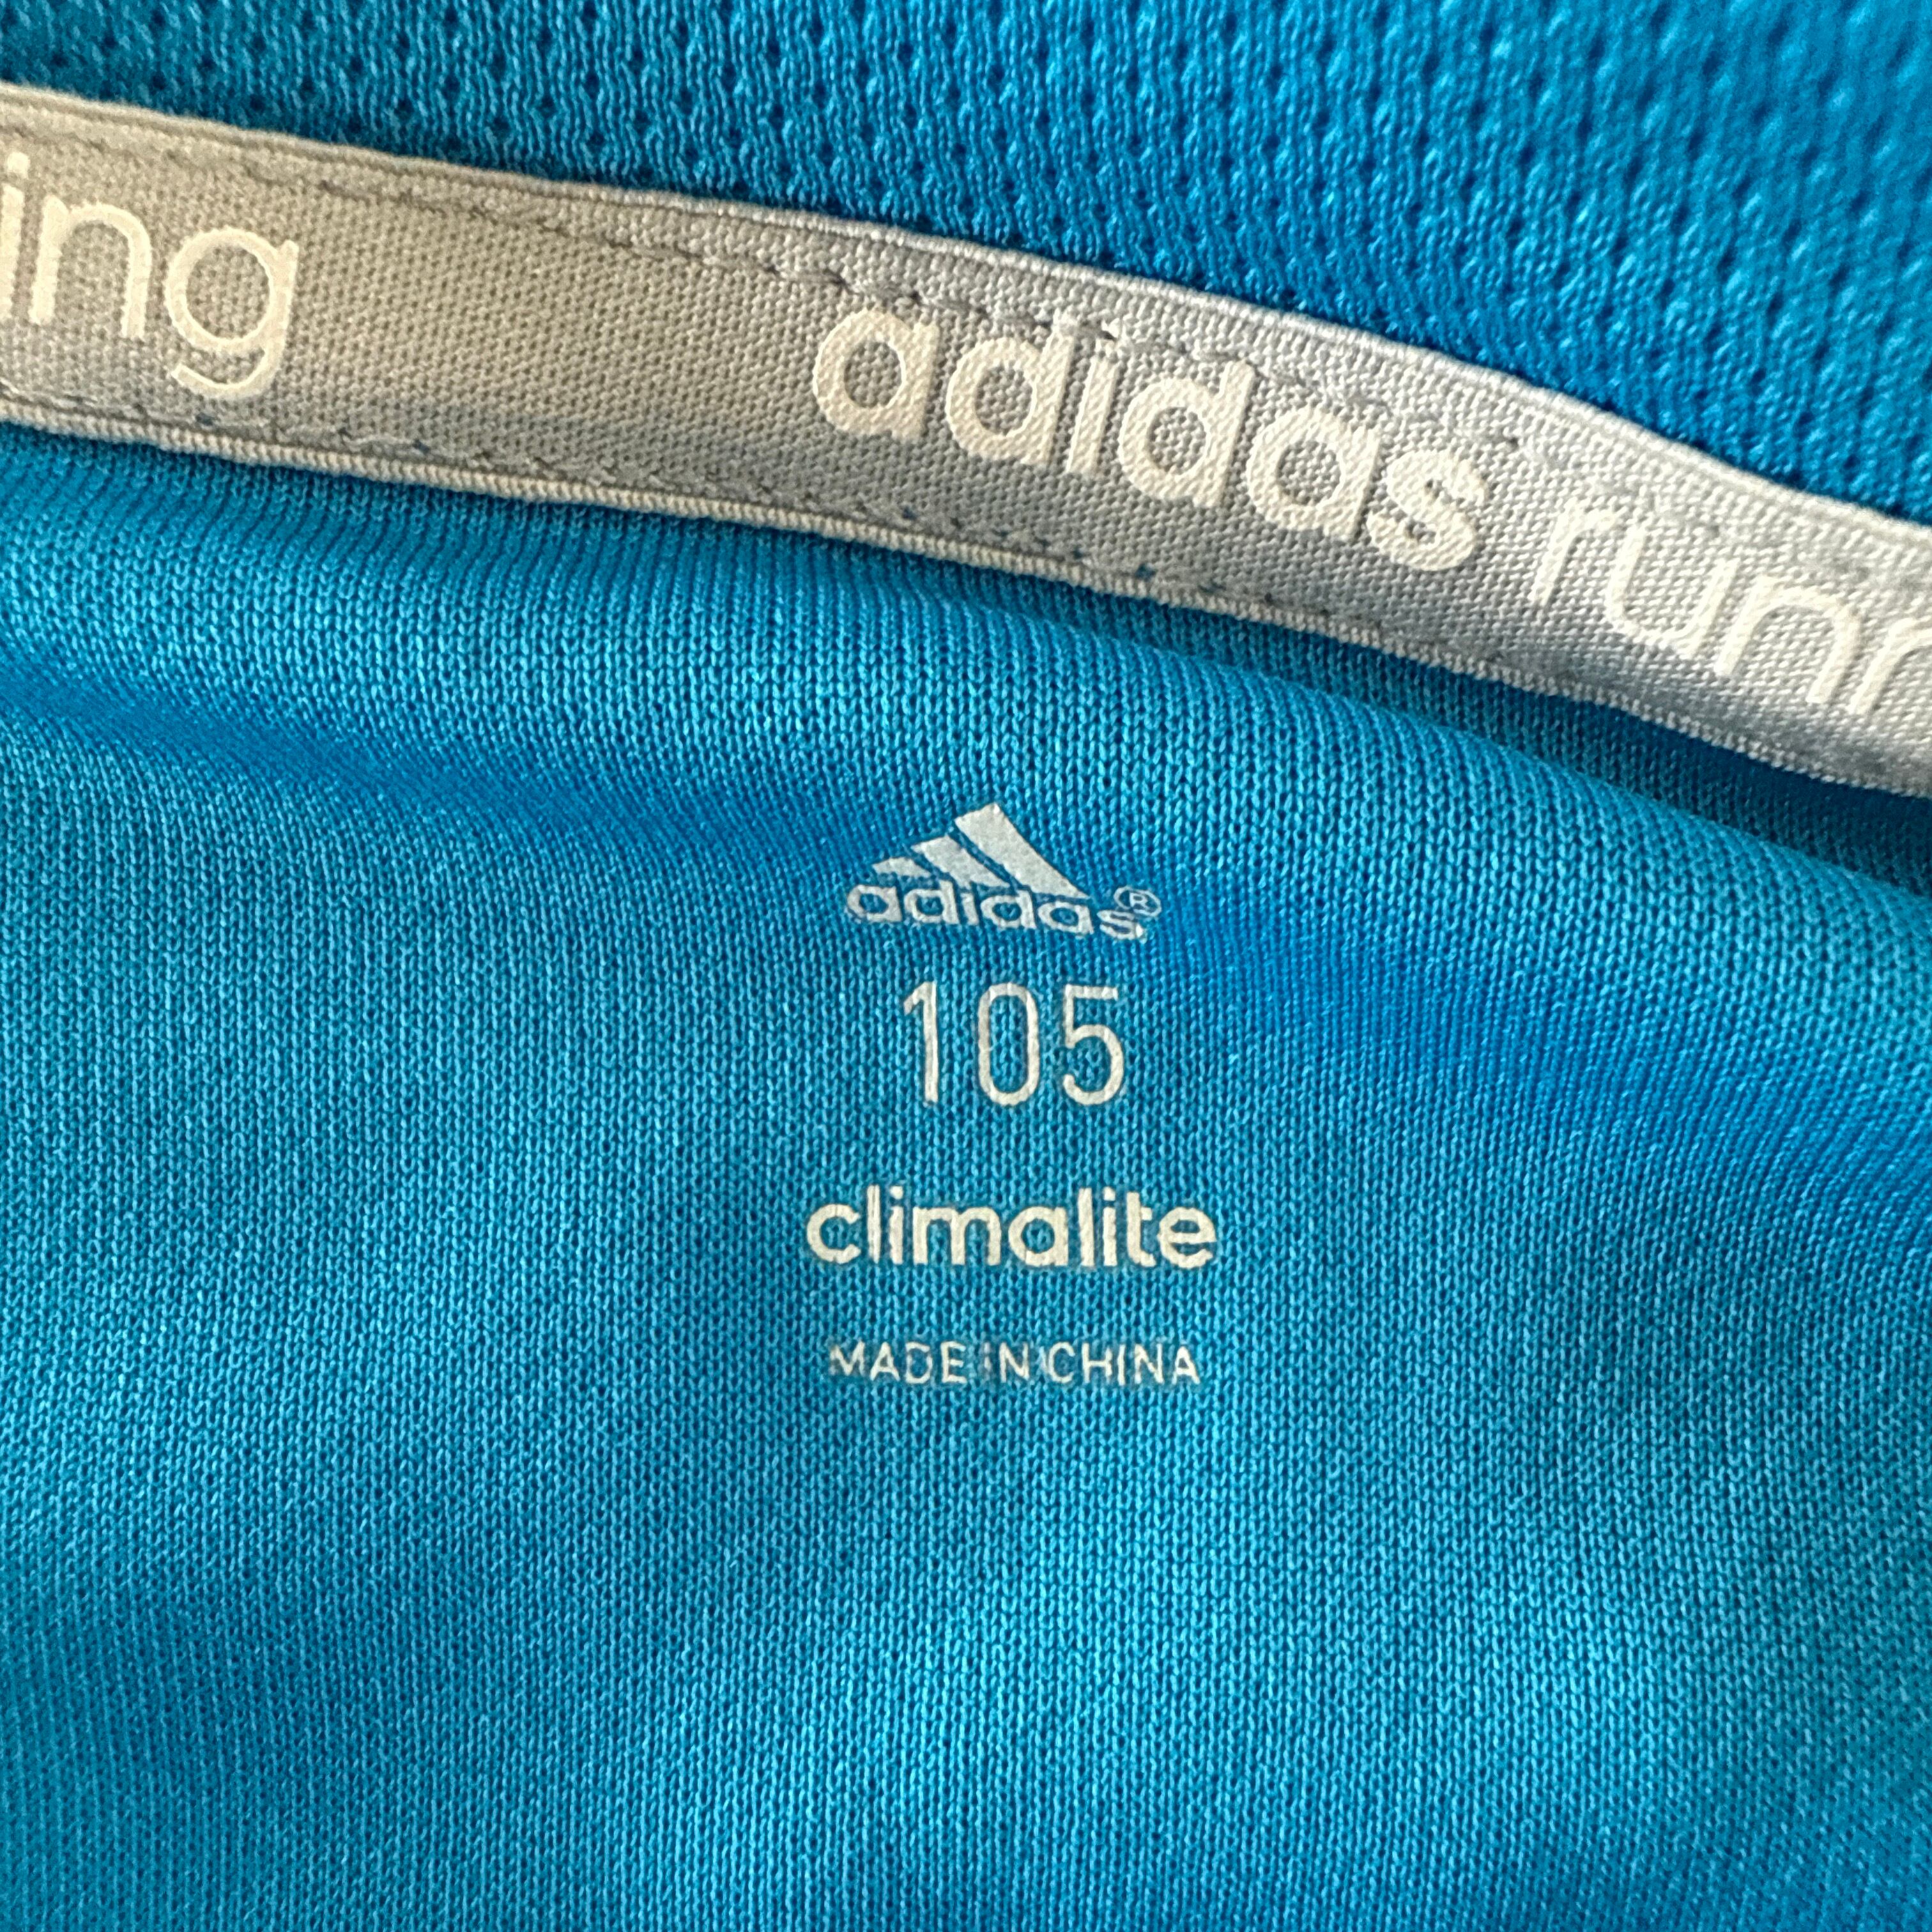 ing adidas runn
adidas®
105
climalite
MADE IN CHINA